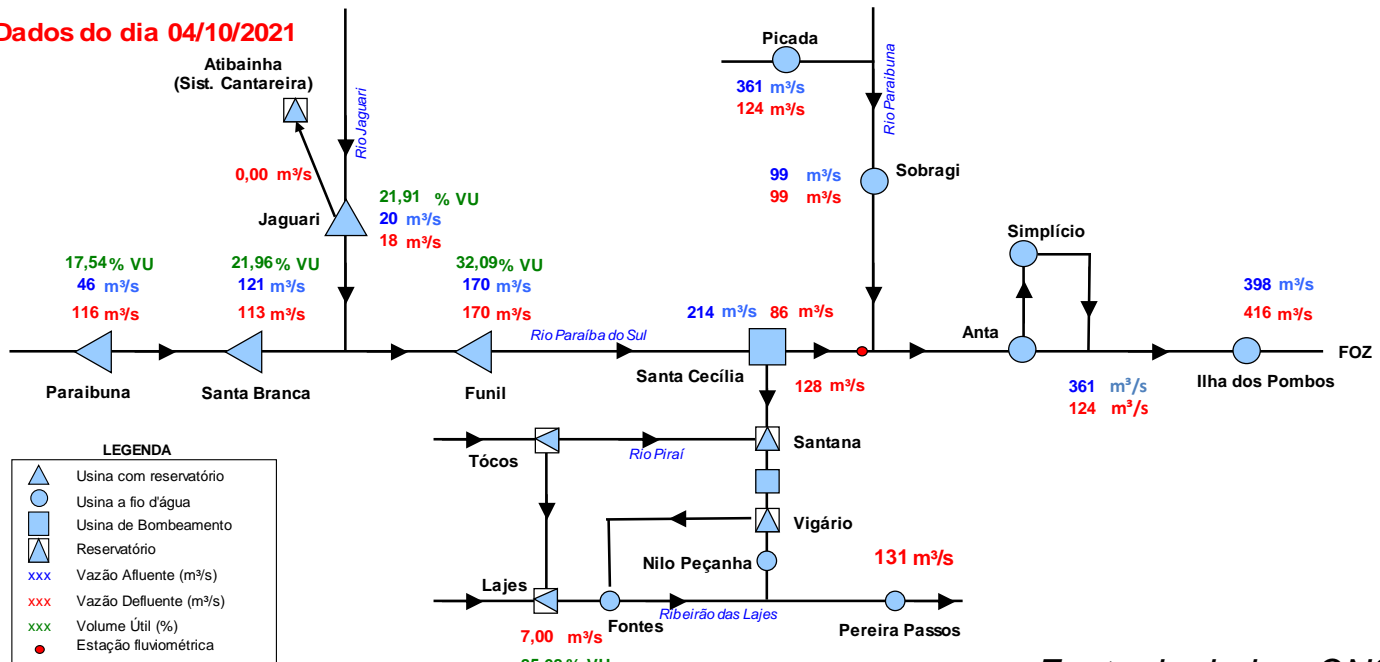 Dados do dia 04/10/2021
Atibainha
(Sist. Cantareira)
Rio Jaguari
0,00 m³/s
Jaguari
21,91 % VU
20 m³/s
18 m³/s
Picada
361 m³/s
124 m³/s
Rio Paraibuna
99 m³/s
99 m³/s
Sobragi
17,54% VU
46 m³/s
116 m³/s
Paraibuna
21,96% VU
121 m³/s
113 m³/s
Santa Branca
32,09% VU
170 m³/s
170 m³/s
Funil
Rio Paraíba do Sul
214 m³/s 86 m³/s
Santa Cecília
128 m³/s
Simplício
Anta
361 m³/s
124 m³/s
398 m³/s
416 m³/s
Ilha dos Pombos
FOZ
Tócos
Rio Piraí
Santana
Vigário
Nilo Peçanha
131 m³/s
Lajes
Fontes
Ribeirão das Lajes
Pereira Passos
7,00 m³/s
% VU
LEGENDA
Usina com reservatório
Usina a fio d'água
Usina de Bombeamento
Reservatório
xxx Vazão Afluente (m³/s)
xxx Vazão Defluente (m³/s)
xxx Volume Útil (%)
Estação fluviométrica